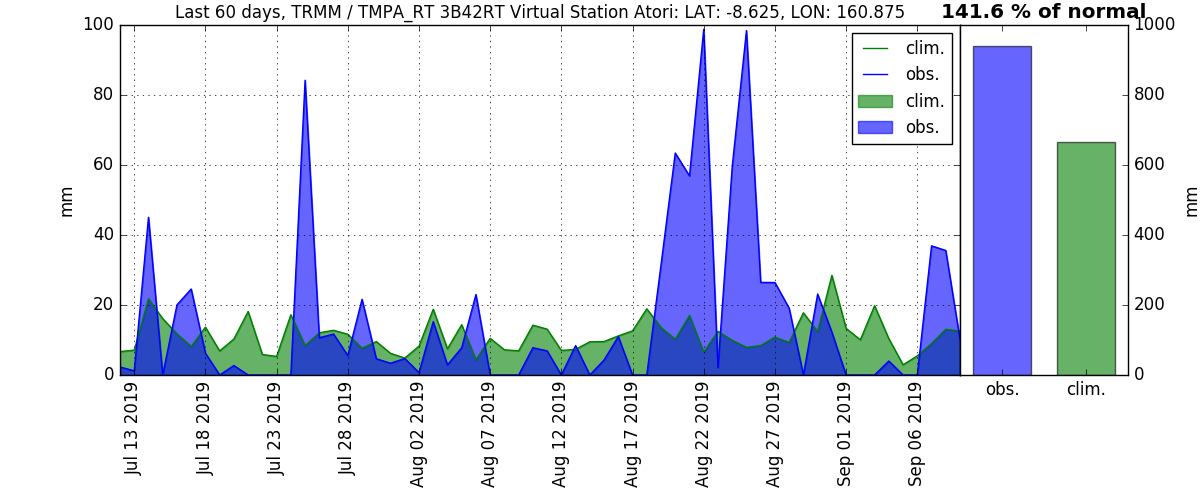 Last 60 days, TRMM / TMPA_RT 3B42RT Virtual Station Atori: LAT: -8.625, LON: 160.875
141.6 % of normal
100
80
60
40
20
0
mm
clim.
obs.
clim.
obs.
1000
800
600
400
200
0
mm
obs.
clim.
Jul 13 2019
Jul 18 2019
Jul 23 2019
Jul 28 2019
Aug 02 2019
Aug 07 2019
Aug 12 2019
Aug 17 2019
Aug 22 2019
Aug 27 2019
Sep 01 2019
Sep 06 2019